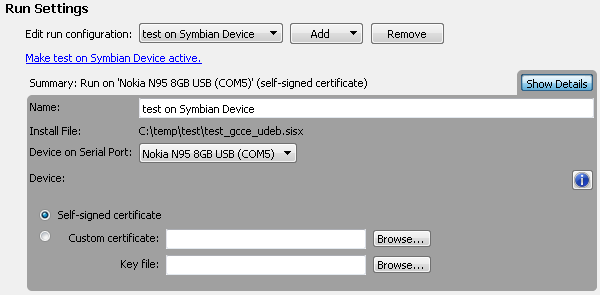 Run Settings
Edit run configuration: test on Symbian Device Add Remove
Make test on Symbian Device active.
Summary: Run on 'Nokia N95 8GB USB (COM5)' (self-signed certificate) Show Details
Name: test on Symbian Device
Install File: C:\temp\test\test_gcce_udeb.sisx
Device on Serial Port: Nokia N95 8GB USB (COM5)
Device: i
Self-signed certificate
Custom certificate: Browse...
Key file: Browse...